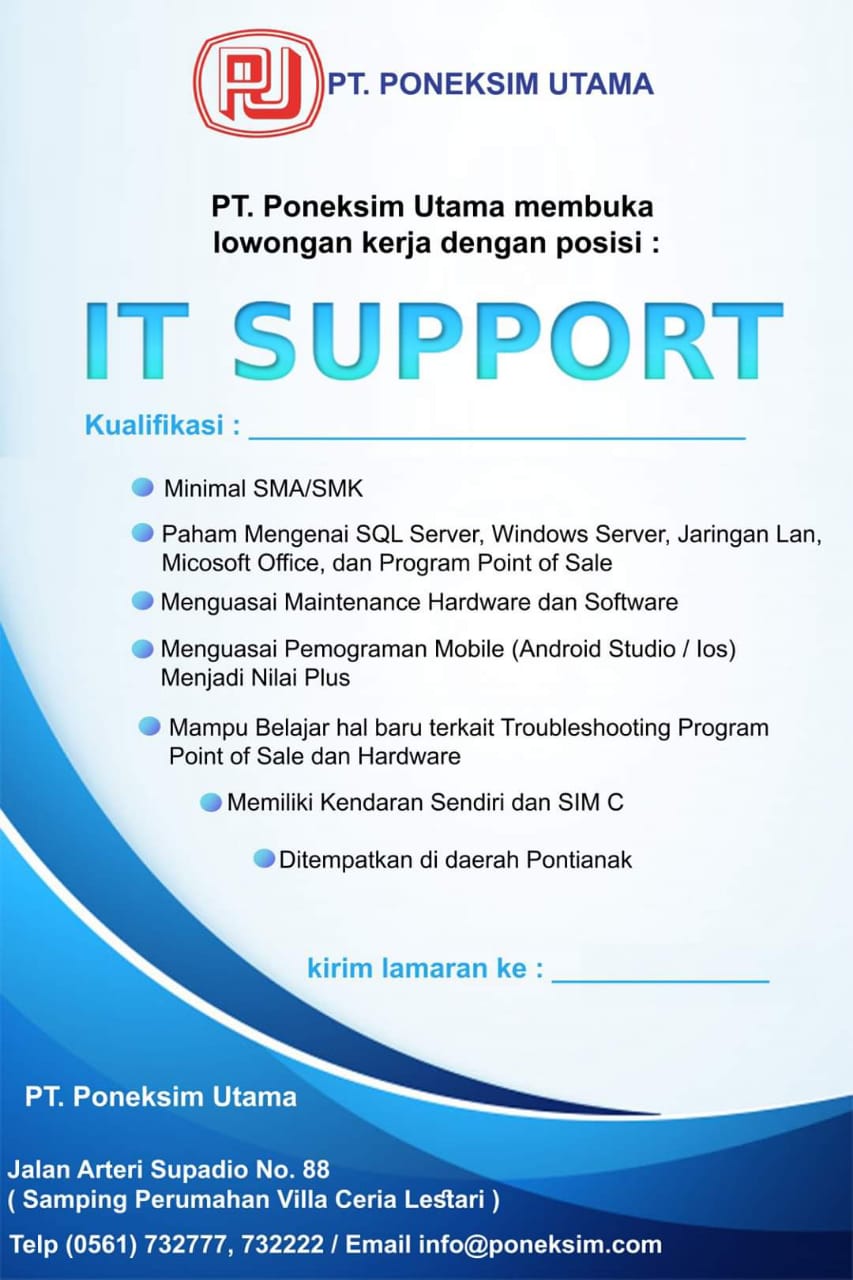 PU PT. PONEKSIM UTAMA
PT. Poneksim Utama membuka
lowongan kerja dengan posisi :
IT SUPPORT
Kualifikasi :
Minimal SMA/SMK
Paham Mengenai SQL Server, Windows Server, Jaringan Lan,
Micosoft Office, dan Program Point of Sale
Menguasai Maintenance Hardware dan Software
Menguasai Pemograman Mobile (Android Studio / Ios)
Menjadi Nilai Plus
Mampu Belajar hal baru terkait Troubleshooting Program
Point of Sale dan Hardware
Memiliki Kendaran Sendiri dan SIM C
Ditempatkan di daerah Pontianak
kirim lamaran ke :
PT. Poneksim Utama
Jalan Arteri Supadio No. 88
( Samping Perumahan Villa Ceria Lestari )
Telp (0561) 732777, 732222 / Email info@poneksim.com